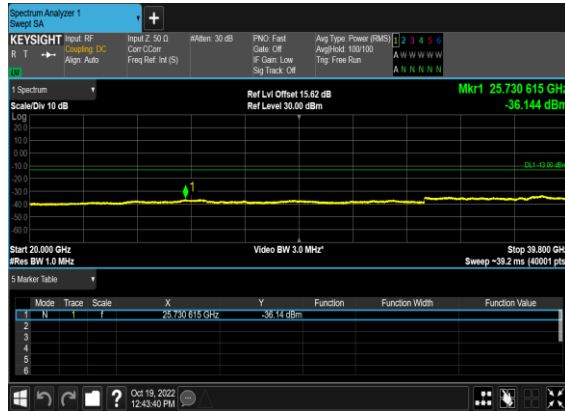 Spectrum Analyzer 1
Swept SA
+
KEYSIGHT Input: RF Input Z: 50 Ω #Atten: 30 dB PNO: Fast Avg Type: Power (RMS) 1 2 3 4 5 6
R T Coupling: DC Corr CCorr Gate: Off Avg|Hold: 100/100 A W W W W W
Align: Auto Freq Ref: Int (S) IF Gain: Low Trig: Free Run
LW Sig Track: Off A N N N N N
1 Spectrum Ref Lvl Offset 15.62 dB Mkr1 25.730 615 GHz
Scale/Div 10 dB Ref Level 30.00 dBm -36.144 dBm
Log
20.0
10.0
0.00
-10.0 DL1 -13.00 dBm
-20.0
-30.0 1
-40.0
-50.0
-60.0
Start 20.000 GHz Video BW 3.0 MHz* Stop 39.800 GHz
#Res BW 1.0 MHz Sweep ~39.2 ms (40001 pts)
5 Marker Table
Mode Trace Scale X Y Function Function Width Function Value
1 N 1 f 25.730 615 GHz -36.14 dBm
2
3
4
5
6
? Oct 19, 2022
12:43:40 PM